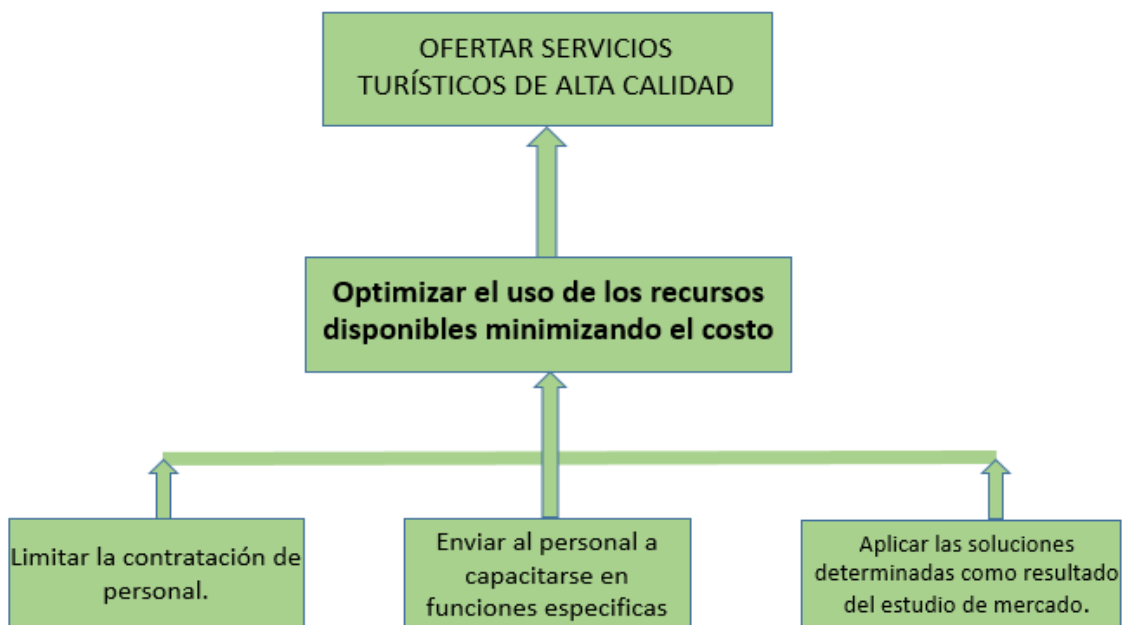 OFERTAR SERVICIOS
TURÍSTICOS DE ALTA CALIDAD
Optimizar el uso de los recursos
disponibles minimizando el costo
Limitar la contratación de
personal.
Enviar al personal a
capacitarse en
funciones especificas
Aplicar las soluciones
determinadas como resultado
del estudio de mercado.